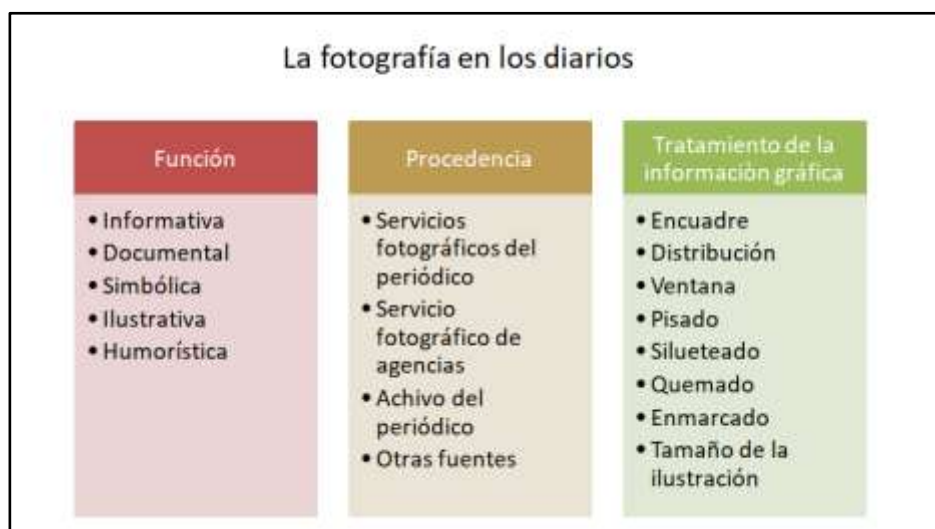 La fotografía en los diarios
Función
• Informativa
• Documental
• Simbólica
• Ilustrativa
• Humorística
Procedencia
• Servicios
fotográficos del
periódico
• Servicio
fotográfico de
agencias
• Achivo del
periódico
• Otras fuentes
Tratamiento de la
informaciòn gráfica
• Encuadre
• Distribución
• Ventana
• Pisado
• Silueteado
• Quemado
• Enmarcado
• Tamaño de la
ilustración